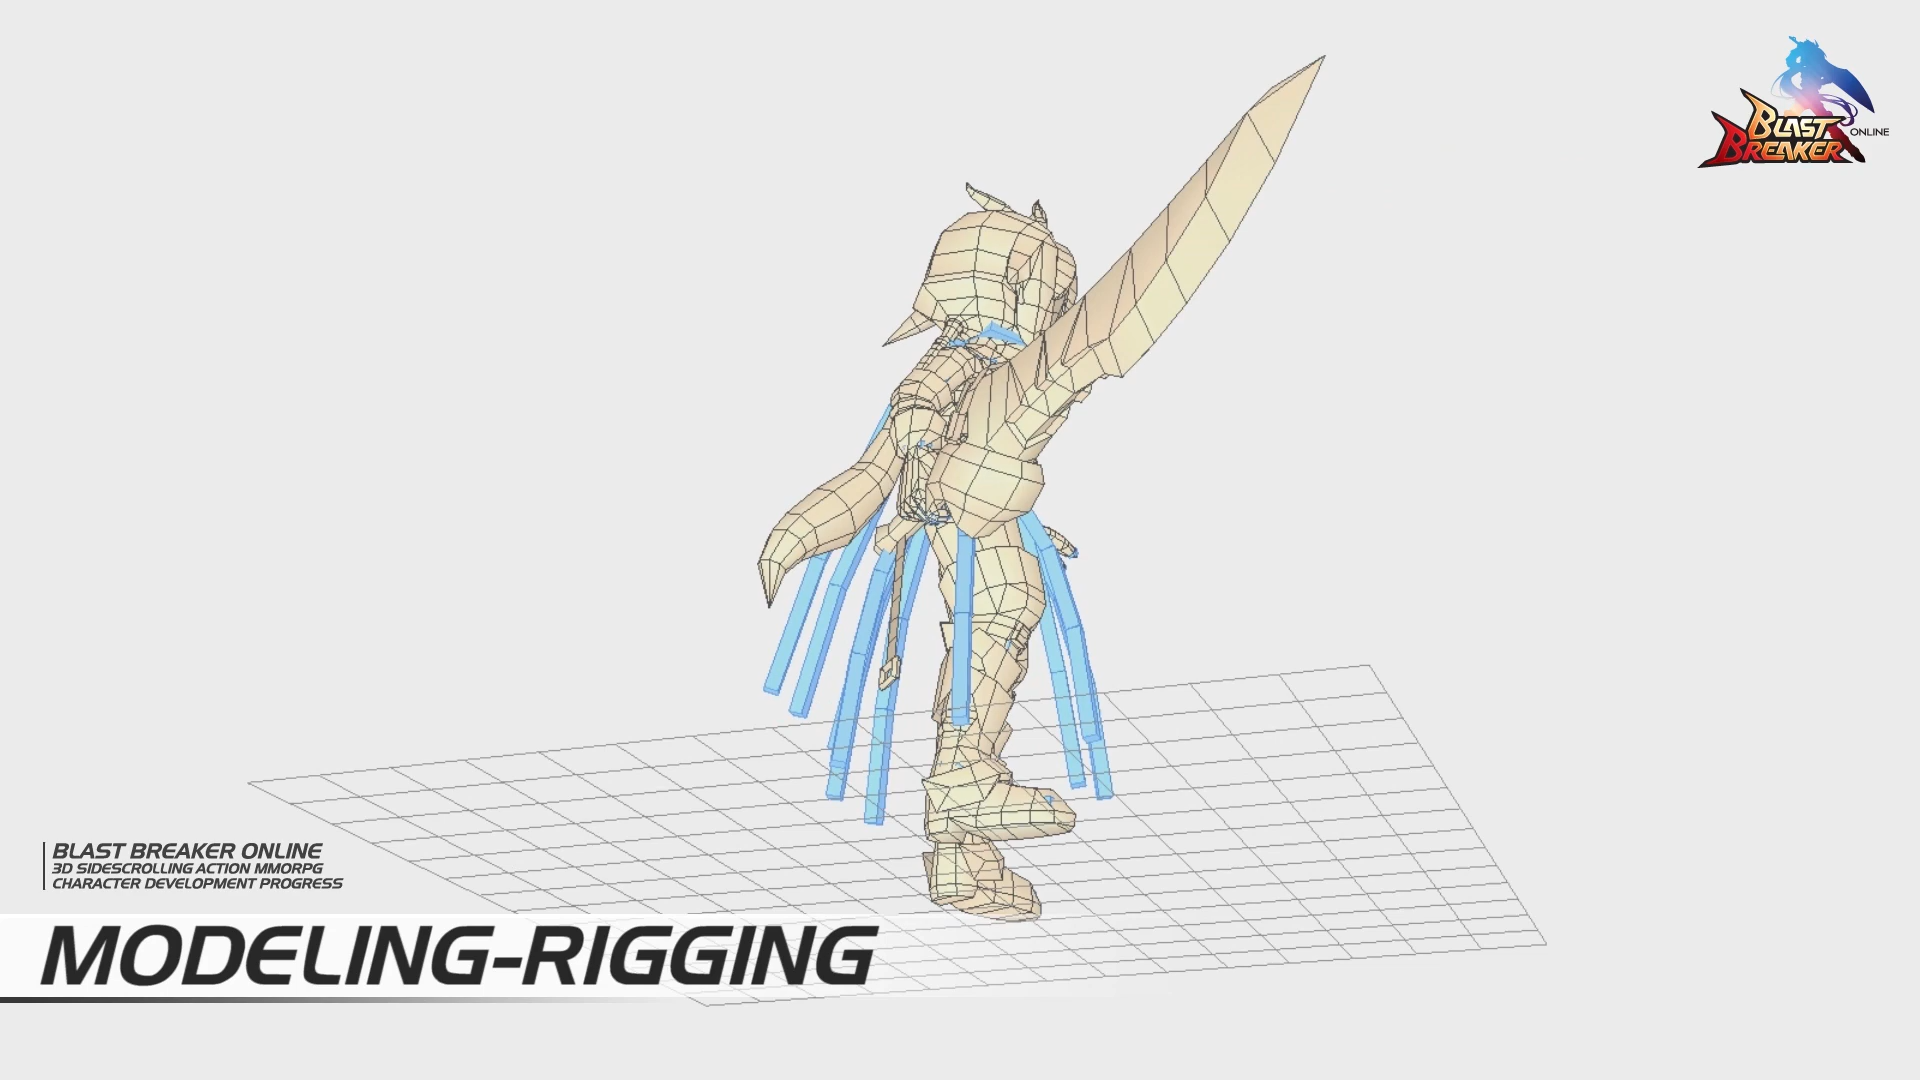 BLAST
BREAKER
ONLINE
BLAST BREAKER ONLINE
3D SIDESCROLLING ACTION MMORPG
CHARACTER DEVELOPMENT PROGRESS
MODELING-RIGGING